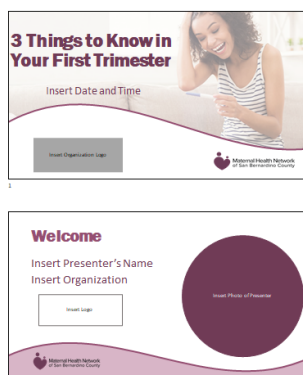 3 Things to Know in
Your First Trimester
Insert Date and Time
Insert Organization Logo
Maternal Health Network
of San Bernardino County
1
Welcome
Insert Presenter's Name
Insert Organization
Insert Logo
Insert Photo of Presenter
Maternal Health Network
of San Bernardino County